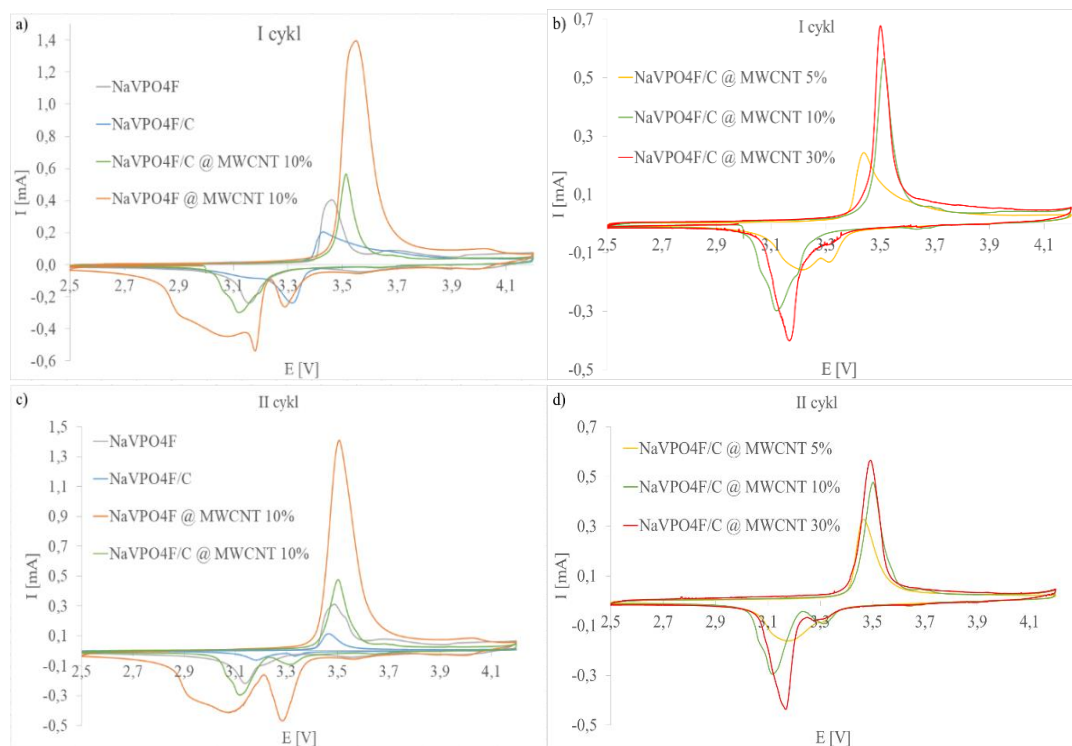 a)
I cykl
1,4
1,2
1,0
0,8
0,6
0,4
0,2
0,0
-0,2
-0,4
-0,6
I [mA]
NaVPO4F
NaVPO4F/C
NaVPO4F/C @ MWCNT 10%
NaVPO4F @ MWCNT 10%
2,5 2,7 2,9 3,1 3,3 3,5 3,7 3,9 4,1
E [V]
b)
I cykl
0,7
0,5
0,3
0,1
-0,1
-0,3
-0,5
I [mA]
NaVPO4F/C @ MWCNT 5%
NaVPO4F/C @ MWCNT 10%
NaVPO4F/C @ MWCNT 30%
2,5 2,7 2,9 3,1 3,3 3,5 3,7 3,9 4,1
E [V]
c)
II cykl
1,5
1,3
1,1
0,9
0,7
0,5
0,3
0,1
-0,1
-0,3
-0,5
I [mA]
NaVPO4F
NaVPO4F/C
NaVPO4F @ MWCNT 10%
NaVPO4F/C @ MWCNT 10%
2,5 2,7 2,9 3,1 3,3 3,5 3,7 3,9 4,1
E [V]
d)
II cykl
0,7
0,5
0,3
0,1
-0,1
-0,3
-0,5
I [mA]
NaVPO4F/C @ MWCNT 5%
NaVPO4F/C @ MWCNT 10%
NaVPO4F/C @ MWCNT 30%
2,5 2,7 2,9 3,1 3,3 3,5 3,7 3,9 4,1
E [V]